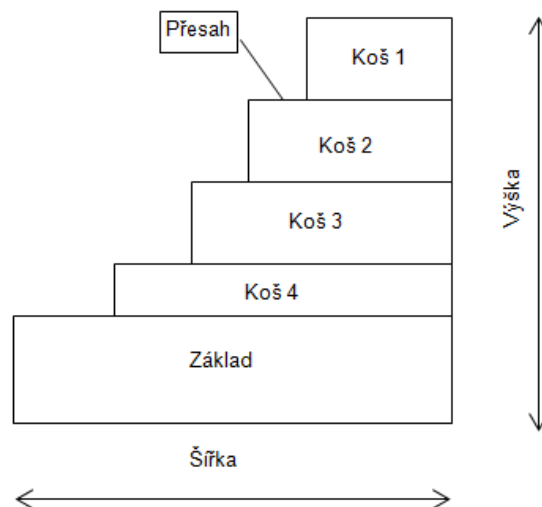 Přesah
Koš 1
Koš 2
Koš 3
Koš 4
Základ
Výška
Šířka